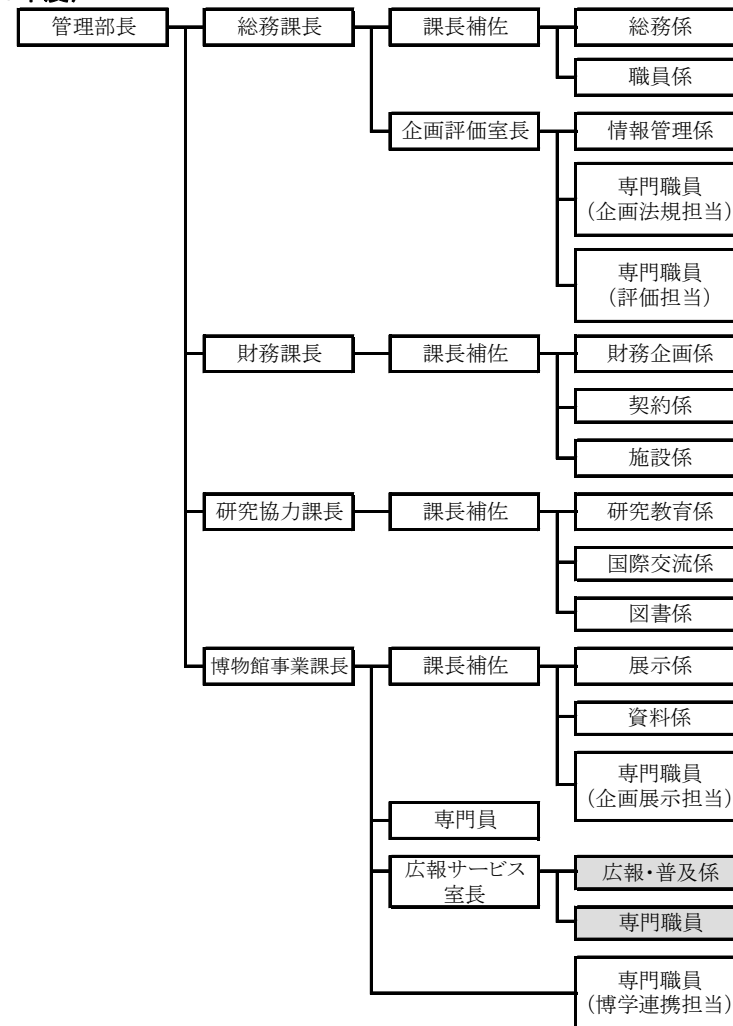 管理部長
総務課長
課長補佐
総務係
職員係
企画評価室長
情報管理係
専門職員
（企画法規担当）
専門職員
（評価担当）
財務課長
課長補佐
財務企画係
契約係
施設係
研究協力課長
課長補佐
研究教育係
国際交流係
図書係
博物館事業課長
課長補佐
展示係
資料係
専門職員
（企画展示担当）
専門員
広報サービス
室長
広報・普及係
専門職員
専門職員
（博学連携担当）